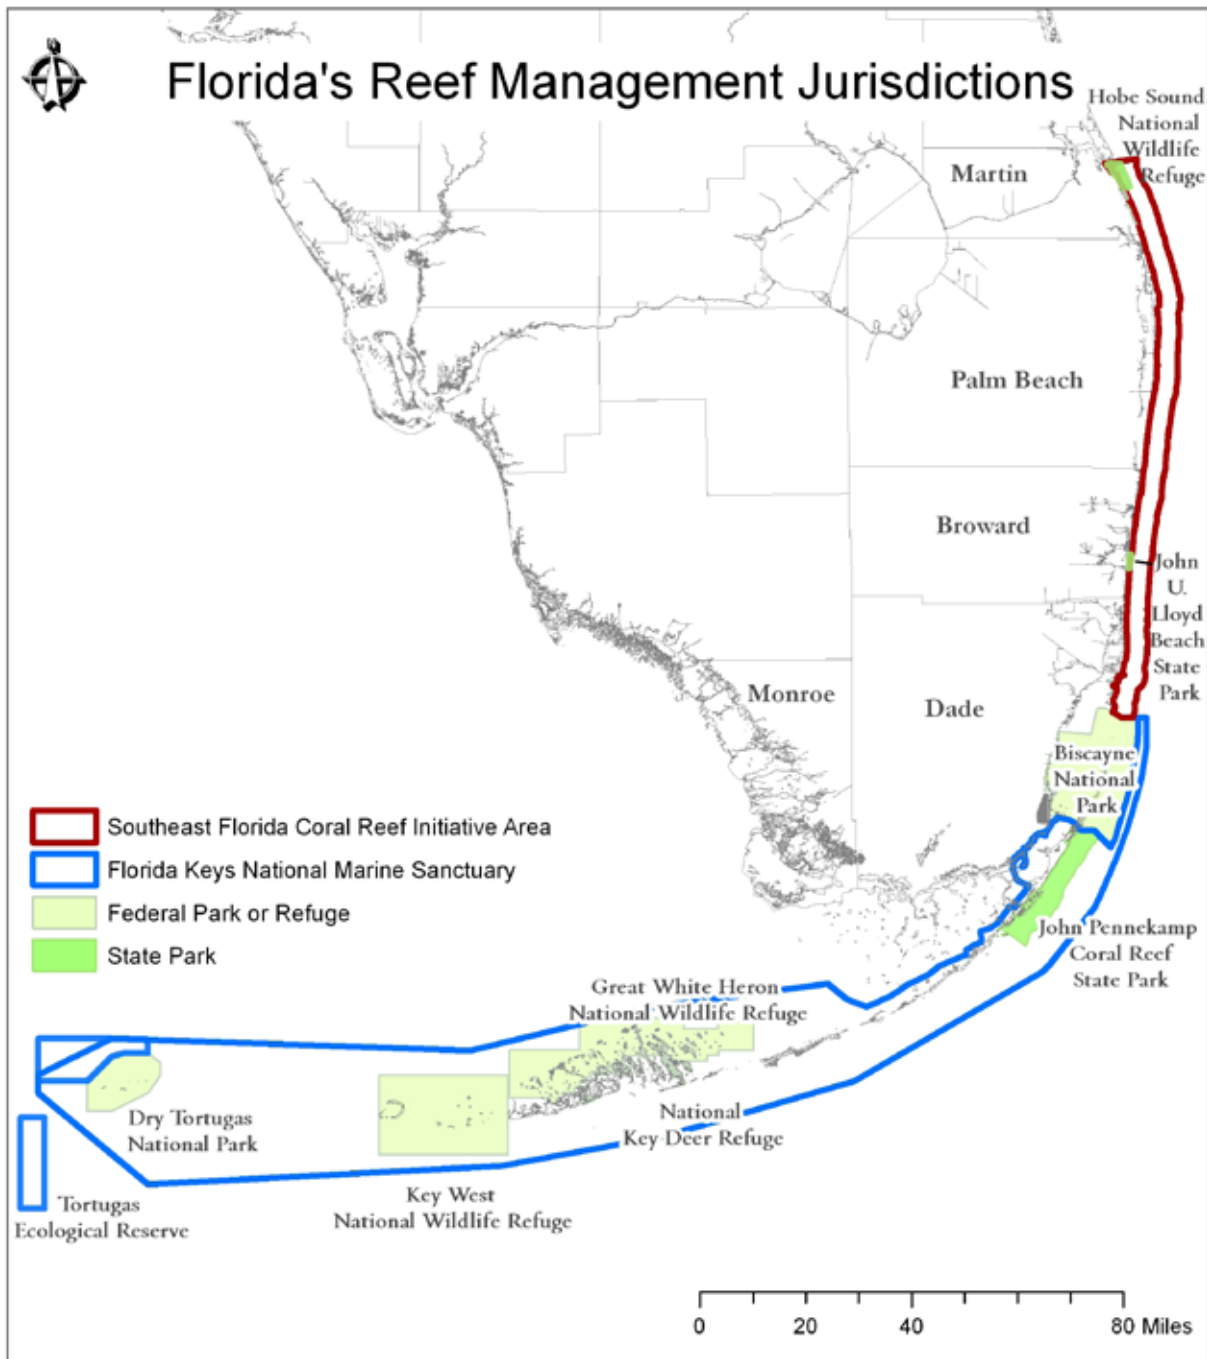 Florida's Reef Management Jurisdictions
Hobe Sound
National
Wildlife
Refuge
Martin
Palm Beach
Broward
John
U.
Lloyd
Beach
State
Park
Monroe
Dade
Biscayne
National
Park
Southeast Florida Coral Reef Initiative Area
Florida Keys National Marine Sanctuary
Federal Park or Refuge
State Park
John Pennekamp
Coral Reef
State Park
Great White Heron
National Wildlife Refuge
Dry Tortugas
National Park
National
Key Deer Refuge
Key West
National Wildlife Refuge
Tortugas
Ecological Reserve
0 20 40 80 Miles